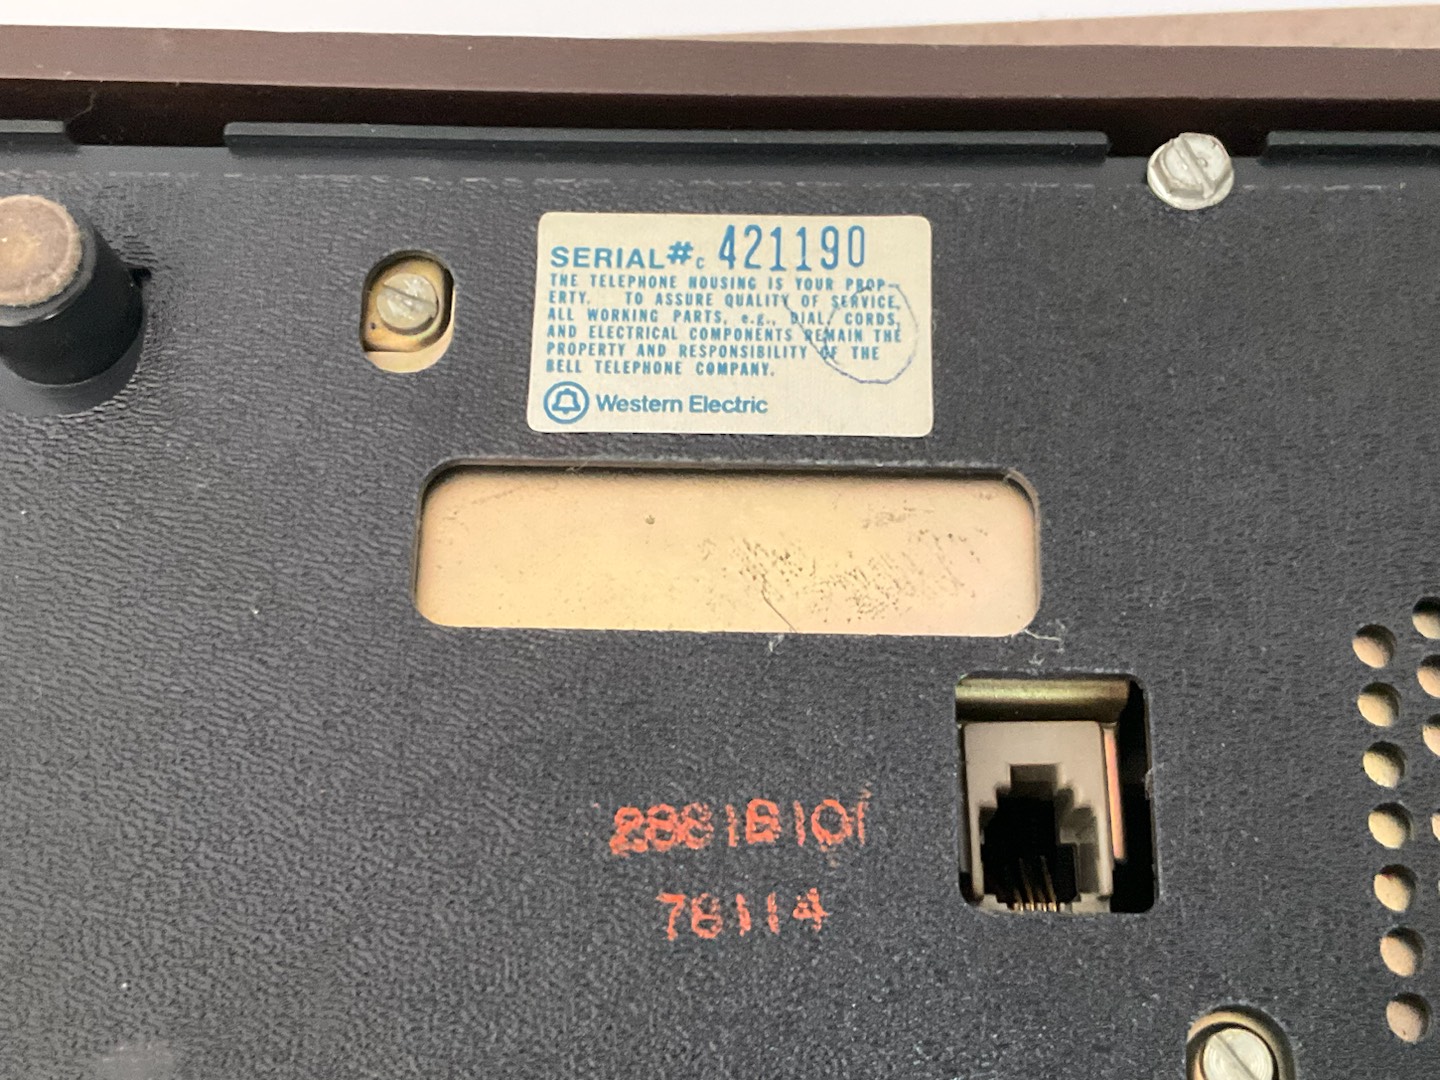 SERIAL# C 421190
THE TELEPHONE HOUSING IS YOUR PROP-
ERTY. TO ASSURE QUALITY OF SERVICE,
ALL WORKING PARTS, e.g., DIAL, CORDS,
AND ELECTRICAL COMPONENTS REMAIN THE
PROPERTY AND RESPONSIBILITY OF THE
BELL TELEPHONE COMPANY.
Western Electric
78114